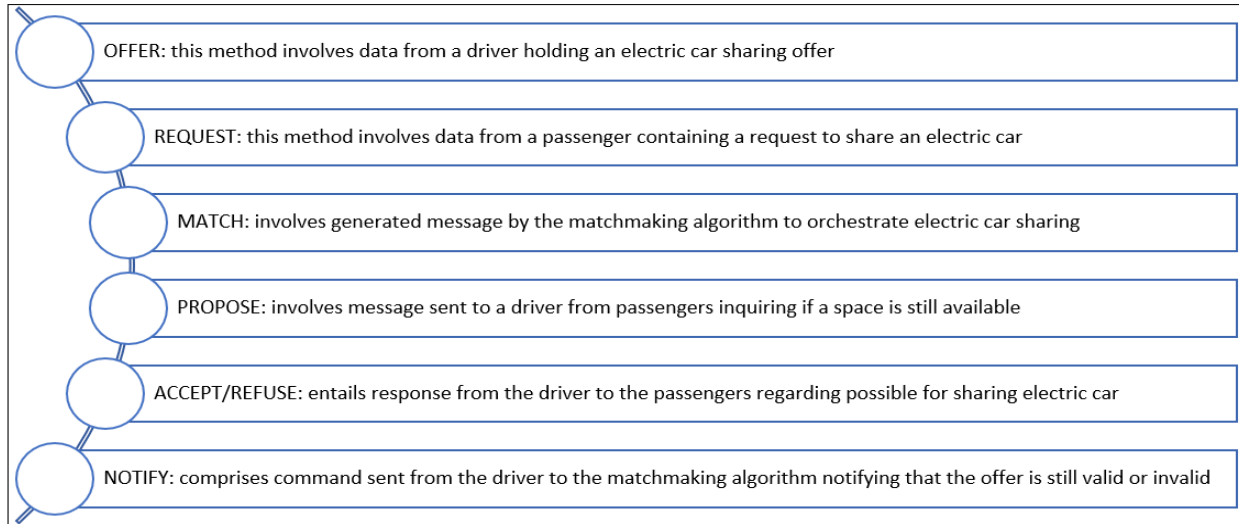 OFFER: this method involves data from a driver holding an electric car sharing offer
REQUEST: this method involves data from a passenger containing a request to share an electric car
MATCH: involves generated message by the matchmaking algorithm to orchestrate electric car sharing
PROPOSE: involves message sent to a driver from passengers inquiring if a space is still available
ACCEPT/REFUSE: entails response from the driver to the passengers regarding possible for sharing electric car
NOTIFY: comprises command sent from the driver to the matchmaking algorithm notifying that the offer is still valid or invalid